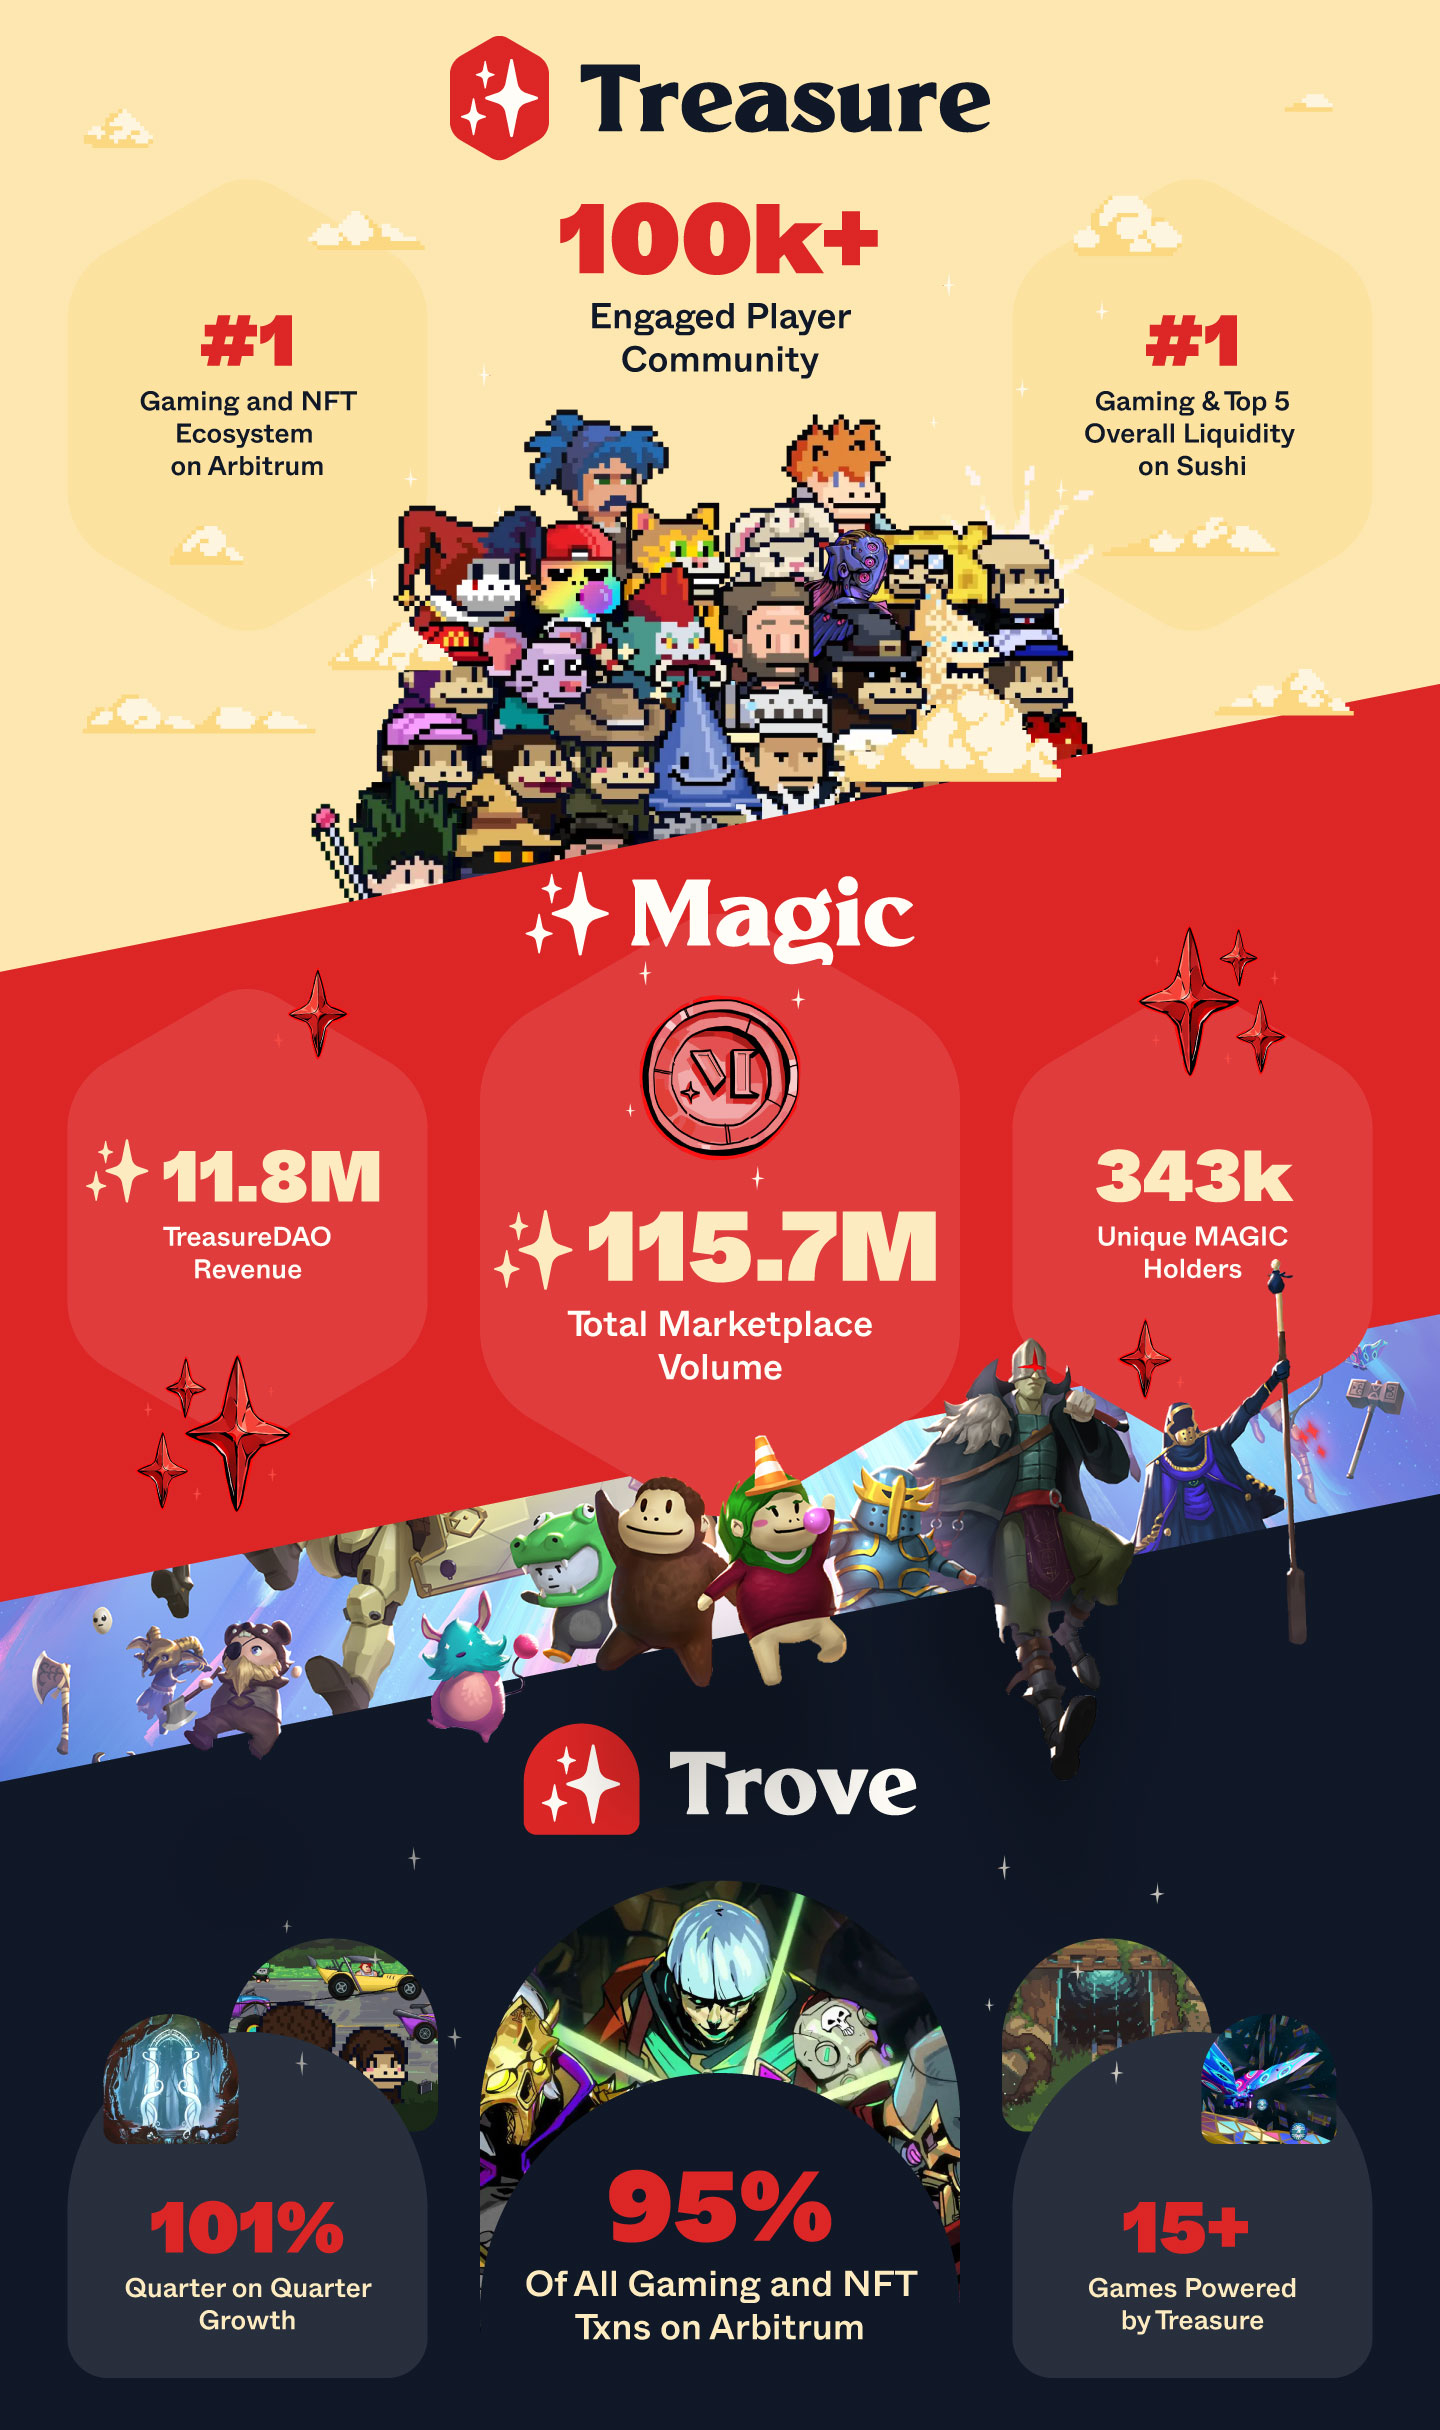 Treasure
100k+
Engaged Player
Community
#1
Gaming and NFT
Ecosystem
on Arbitrum
#1
Gaming & Top 5
Overall Liquidity
on Sushi
Magic
M
11.8M
TreasureDAO
Revenue
115.7M
Total Marketplace
Volume
343k
Unique MAGIC
Holders
Trove
101%
Quarter on Quarter
Growth
95%
Of All Gaming and NFT
Txns on Arbitrum
15+
Games Powered
by Treasure